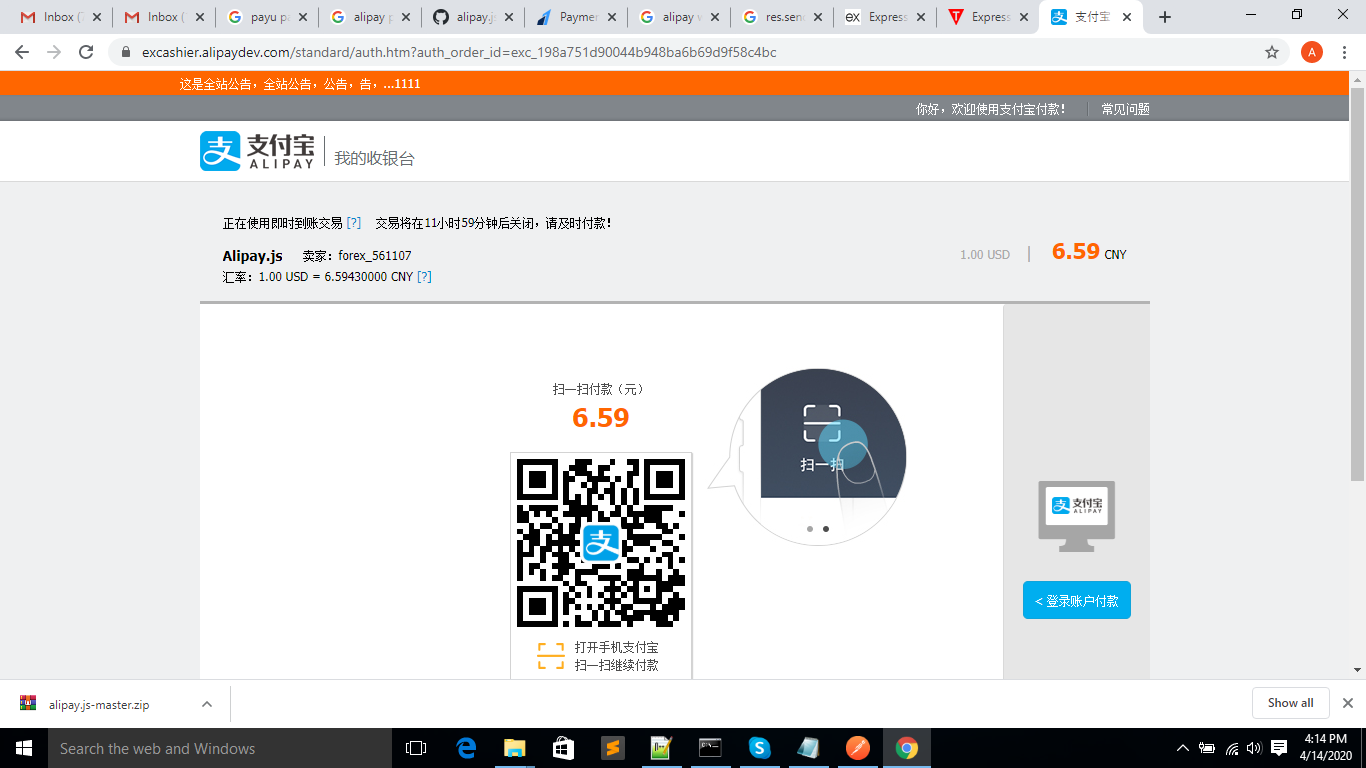 Inbox (
Inbox (
payu pa
alipay p
alipay.js
Paymen
alipay v
res.senc
ex Express
Express
支付宝
excashier.alipaydev.com/standard/auth.htm?auth_order_id=exc_198a751d90044b948ba6b69d9f58c4bc
A
这是全站公告，全站公告，公告，告，...1111
你好，欢迎使用支付宝付款！
常见问题
支 支付宝
ALIPAY
我的收银台
正在使用即时到账交易 [?] 交易将在11小时59分钟后关闭，请及时付款！
Alipay.js 卖家：forex_561107
1.00 USD | 6.59 CNY
汇率：1.00 USD = 6.59430000 CNY [?]
扫一扫付款（元）
6.59
支
扫一扫
支 支付宝
ALIPAY
< 登录账户付款
打开手机支付宝
扫一扫继续付款
alipay.js-master.zip
Show all
Search the web and Windows
4:14 PM
4/14/2020